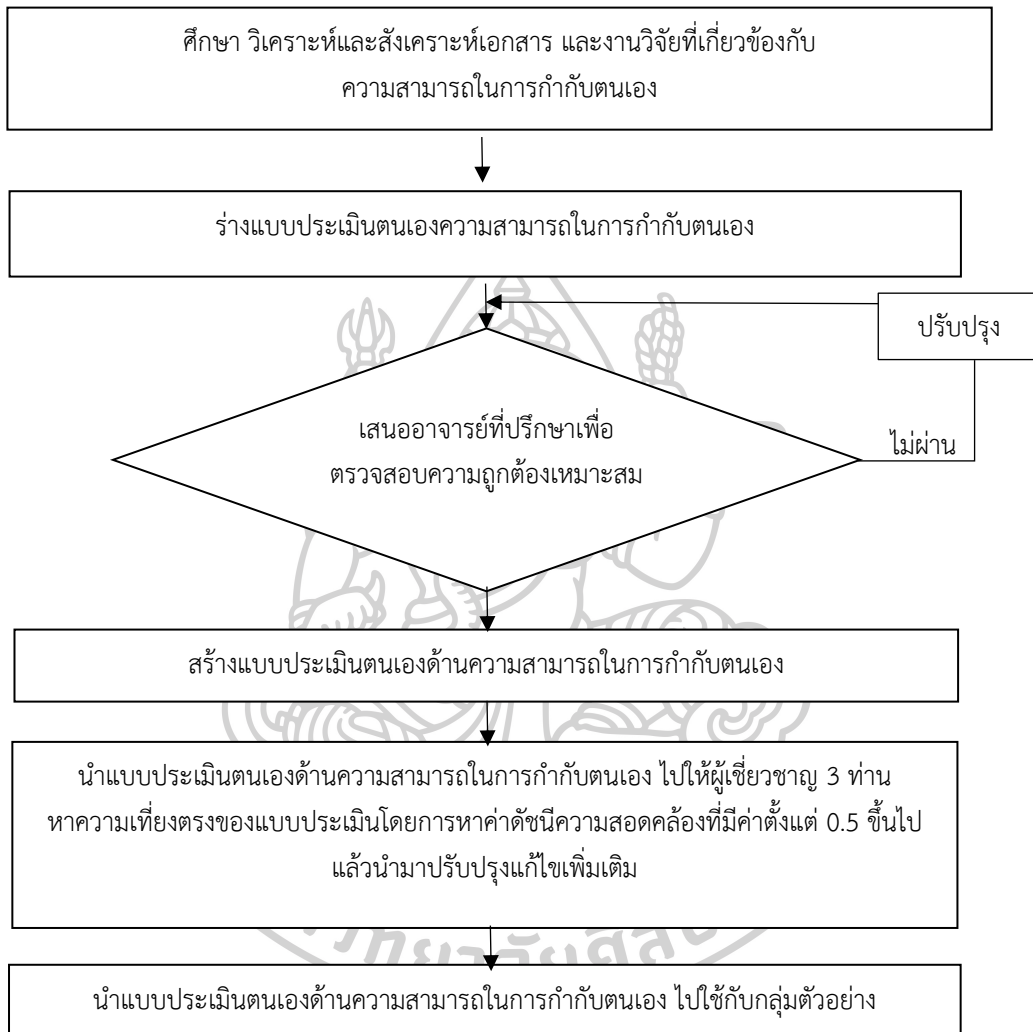 ศึกษา วิเคราะห์และสังเคราะห์เอกสาร และงานวิจัยที่เกี่ยวข้องกับ
ความสามารถในการกำกับตนเอง
ร่างแบบประเมินตนเองความสามารถในการกำกับตนเอง
ปรับปรุง
เสนออาจารย์ที่ปรึกษาเพื่อ
ตรวจสอบความถูกต้องเหมาะสม
ไม่ผ่าน
สร้างแบบประเมินตนเองด้านความสามารถในการกำกับตนเอง
นำแบบประเมินตนเองด้านความสามารถในการกำกับตนเอง ไปให้ผู้เชี่ยวชาญ 3 ท่าน
หาความเที่ยงตรงของแบบประเมินโดยการหาค่าดัชนีความสอดคล้องที่มีค่าตั้งแต่ 0.5 ขึ้นไป
แล้วนำมาปรับปรุงแก้ไขเพิ่มเติม
นำแบบประเมินตนเองด้านความสามารถในการกำกับตนเอง ไปใช้กับกลุ่มตัวอย่าง